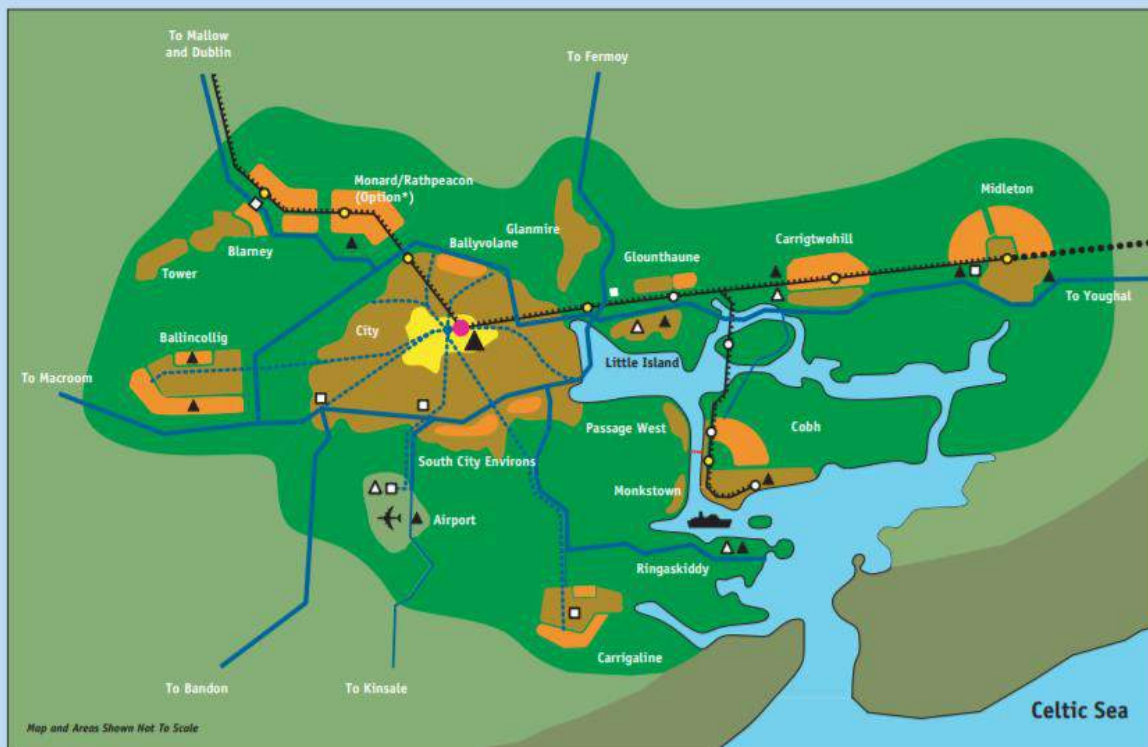 To Mallow
and Dublin
To Fermoy
Monard/Rathpeacon
(Option*)
Midleton
Glanmire
Ballyvolane
Carrigtwohill
Blarney
Glounthaune
Tower
To Youghal
City
Ballincollig
Little Island
To Macroom
Passage West
Cobh
South City Environs
Monkstown
Airport
Ringaskiddy
Carrigaline
To Bandon
To Kinsale
Celtic Sea
Map and Areas Shown Not To Scale